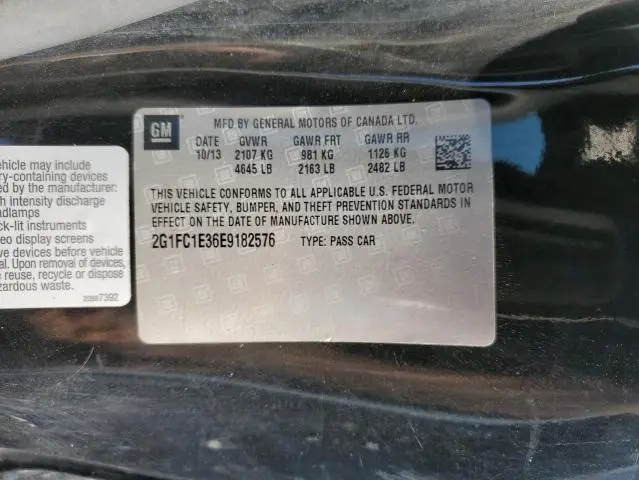 GM
MFD BY GENERAL MOTORS OF CANADA LTD.
DATE GVWR GAWR FRT GAWR RR
10/13 2107 KG 981 KG 1126 KG
4645 LB 2163 LB 2482 LB
THIS VEHICLE CONFORMS TO ALL APPLICABLE U.S. FEDERAL MOTOR
VEHICLE SAFETY, BUMPER, AND THEFT PREVENTION STANDARDS IN
EFFECT ON THE DATE OF MANUFACTURE SHOWN ABOVE.
2G1FC1E36E9182576 TYPE: PASS CAR
ehicle may include
ry-containing devices
ed by the manufacturer:
h intensity discharge
adlamps
ck-lit instruments
eo display screens
ve devices before vehicle
al. Upon removal of devices,
reuse, recycle or dispose
azardous waste.
7392